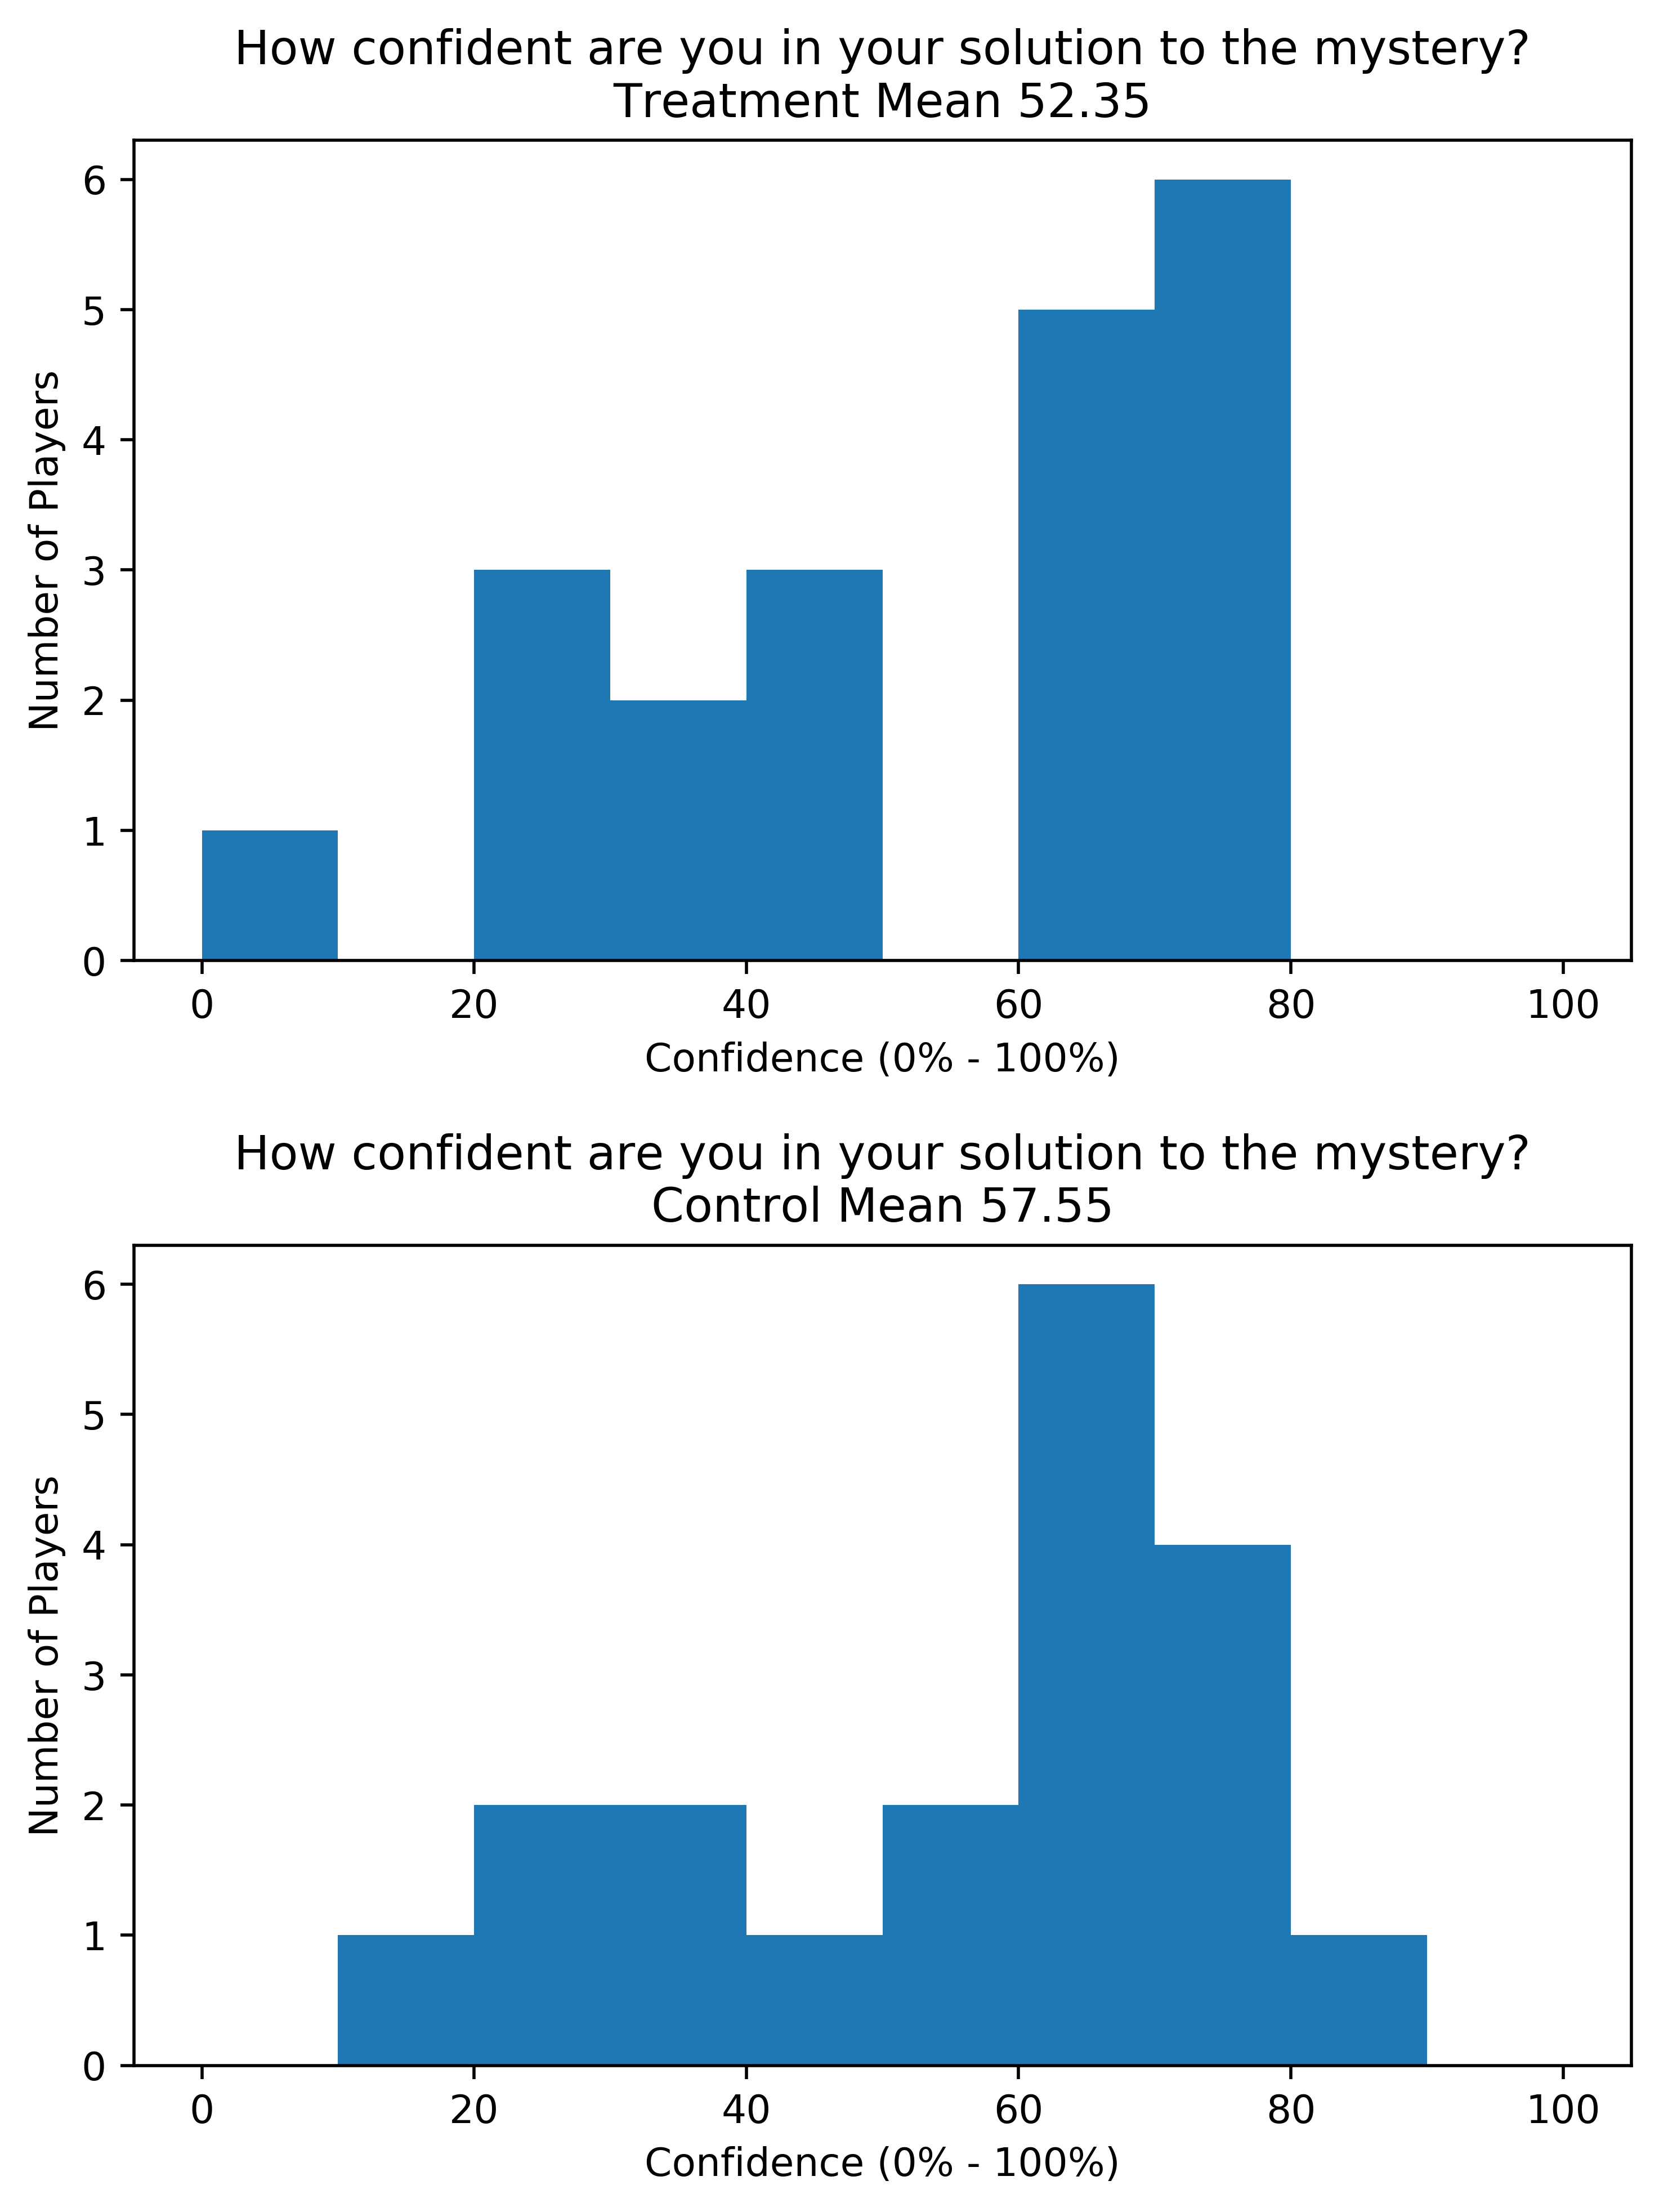 How confident are you in your solution to the mystery?
Treatment Mean 52.35
Number of Players
6
5
4
3
2
1
0
0 20 40 60 80 100
Confidence (0% - 100%)
How confident are you in your solution to the mystery?
Control Mean 57.55
Number of Players
6
5
4
3
2
1
0
0 20 40 60 80 100
Confidence (0% - 100%)